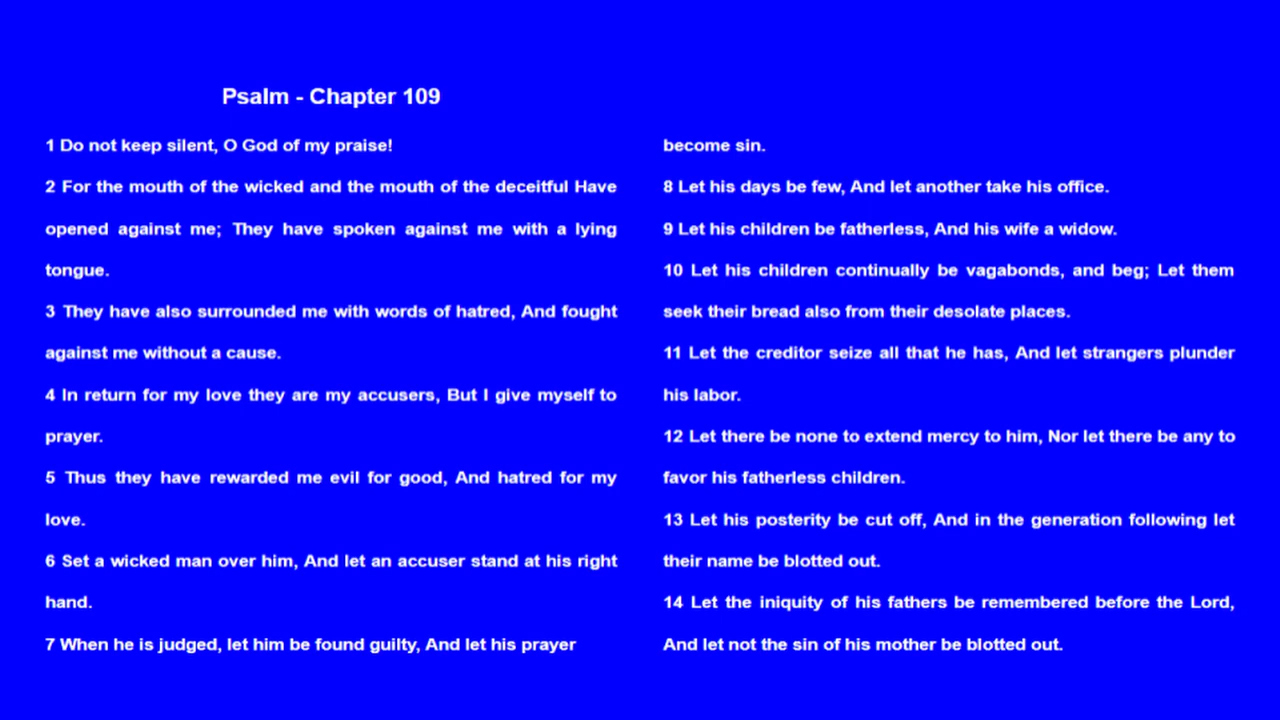 Psalm - Chapter 109
1 Do not keep silent, O God of my praise!
2 For the mouth of the wicked and the mouth of the deceitful Have
opened against me; They have spoken against me with a lying
tongue.
3 They have also surrounded me with words of hatred, And fought
against me without a cause.
4 In return for my love they are my accusers, But I give myself to
prayer.
5 Thus they have rewarded me evil for good, And hatred for my
love.
6 Set a wicked man over him, And let an accuser stand at his right
hand.
7 When he is judged, let him be found guilty, And let his prayer
become sin.
8 Let his days be few, And let another take his office.
9 Let his children be fatherless, And his wife a widow.
10 Let his children continually be vagabonds, and beg; Let them
seek their bread also from their desolate places.
11 Let the creditor seize all that he has, And let strangers plunder
his labor.
12 Let there be none to extend mercy to him, Nor let there be any to
favor his fatherless children.
13 Let his posterity be cut off, And in the generation following let
their name be blotted out.
14 Let the iniquity of his fathers be remembered before the Lord,
And let not the sin of his mother be blotted out.